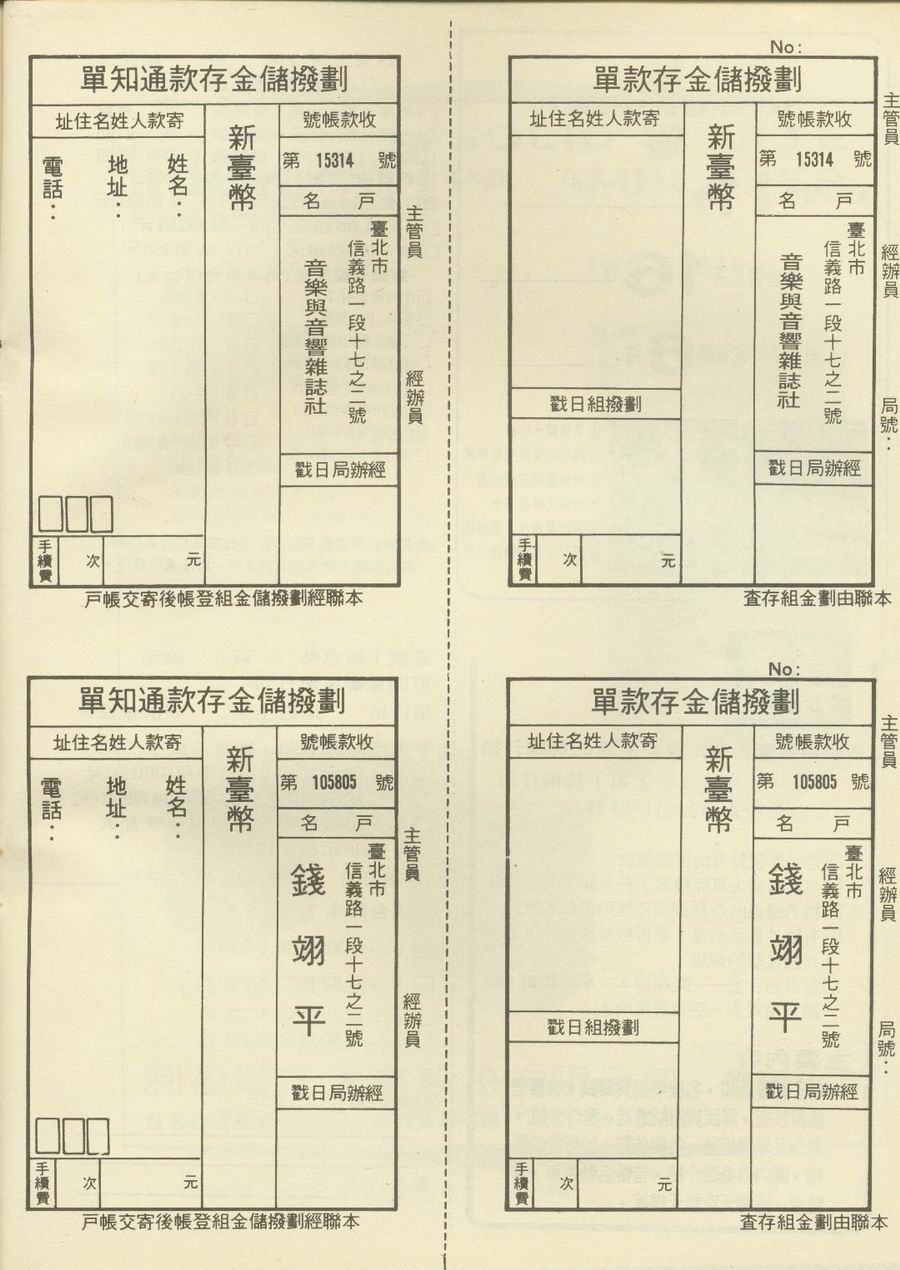 No:
劃撥儲金存款單
收款帳號
第 15314 號
戶名
臺北市
信義路一段十七之二號
音樂與音響雜誌社
經辦局日戳
新臺幣
寄款人姓名住址
劃撥組日戳
手續費
次
元
主管員
經辦員
局號：
本聯由劃金組存查
劃撥儲金存款通知單
收款帳號
第 15314 號
戶名
臺北市
信義路一段十七之二號
音樂與音響雜誌社
經辦局日戳
新臺幣
寄款人姓名住址
姓名：
地址：
電話：
手續費
次
元
主管員
經辦員
本聯經劃撥儲金組登帳後寄交帳戶
No:
劃撥儲金存款單
收款帳號
第 105805 號
戶名
臺北市
信義路一段十七之二號
錢翊平
經辦局日戳
新臺幣
寄款人姓名住址
劃撥組日戳
手續費
次
元
主管員
經辦員
局號：
本聯由劃金組存查
劃撥儲金存款通知單
收款帳號
第 105805 號
戶名
臺北市
信義路一段十七之二號
錢翊平
經辦局日戳
新臺幣
寄款人姓名住址
姓名：
地址：
電話：
手續費
次
元
主管員
經辦員
本聯經劃撥儲金組登帳後寄交帳戶